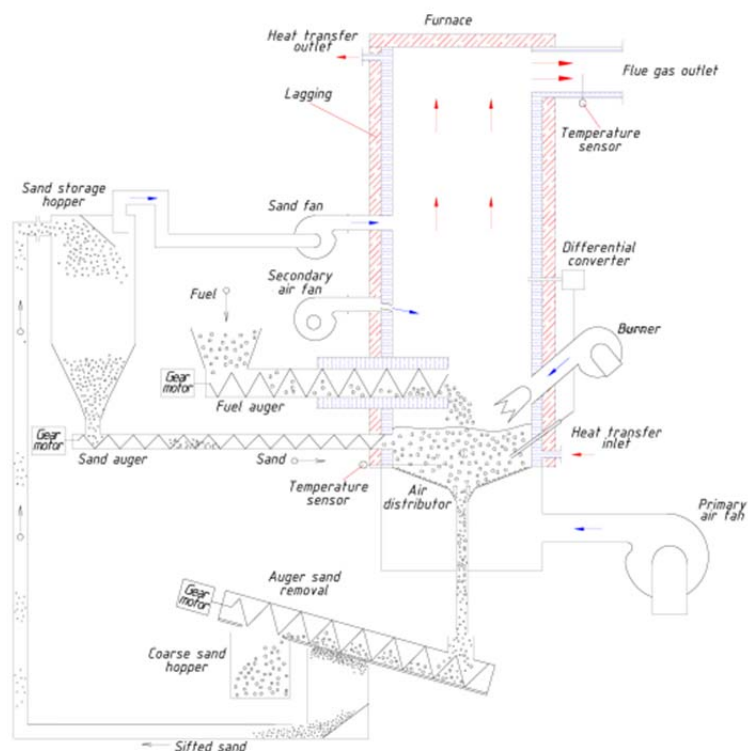 Furnace
Heat transfer
outlet
Flue gas outlet
Lagging
Temperature
sensor
Sand storage
hopper
Sand fan
Differential
converter
Secondary
air fan
Fuel
Burner
Gear
motor
Fuel auger
Gear
motor
Sand auger
Sand
Heat transfer
inlet
Temperature
sensor
Air
distributor
Primary
air fan
Auger sand
removal
Gear
motor
Coarse sand
hopper
Sifted sand